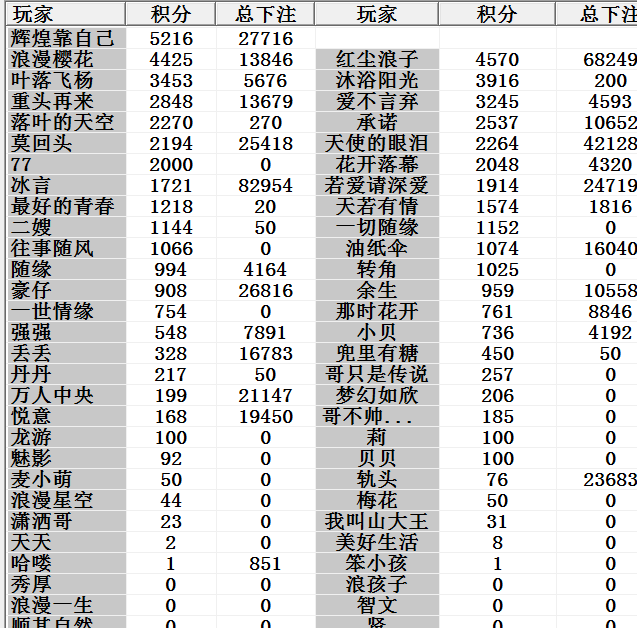 玩家 积分 总下注 玩家 积分 总下注
辉煌靠自己 5216 27716
浪漫樱花 4425 13846 红尘浪子 4570 68249
叶落飞杨 3453 5676 沐浴阳光 3916 200
重头再来 2848 13679 爱不言弃 3245 4593
落叶的天空 2270 270 承诺 2537 10652
莫回头 2194 25418 天使的眼泪 2264 42128
77 2000 0 花开落幕 2048 4320
冰言 1721 82954 若爱请深爱 1914 24719
最好的青春 1218 20 天若有情 1574 1816
二嫂 1144 50 一切随缘 1152 0
往事随风 1066 0 油纸伞 1074 16040
随缘 994 4164 转角 1025 0
豪仔 908 26816 余生 959 10558
一世情缘 754 0 那时花开 761 8846
强强 548 7891 小贝 736 4192
丢丢 328 16783 兜里有糖 450 50
丹丹 217 50 哥只是传说 257 0
万人中央 199 21147 梦幻如欣 206 0
悦意 168 19450 哥不帅... 185 0
龙游 100 0 莉 100 0
魅影 92 0 贝贝 100 0
麦小萌 50 0 轨头 76 23683
浪漫星空 44 0 梅花 50 0
潇洒哥 23 0 我叫山大王 31 0
天天 2 0 美好生活 8 0
哈喽 1 851 笨小孩 1 0
秀厚 0 0 浪孩子 0 0
浪漫一生 0 0 智文 0 0
顺其自然 0 0 贤 0 0